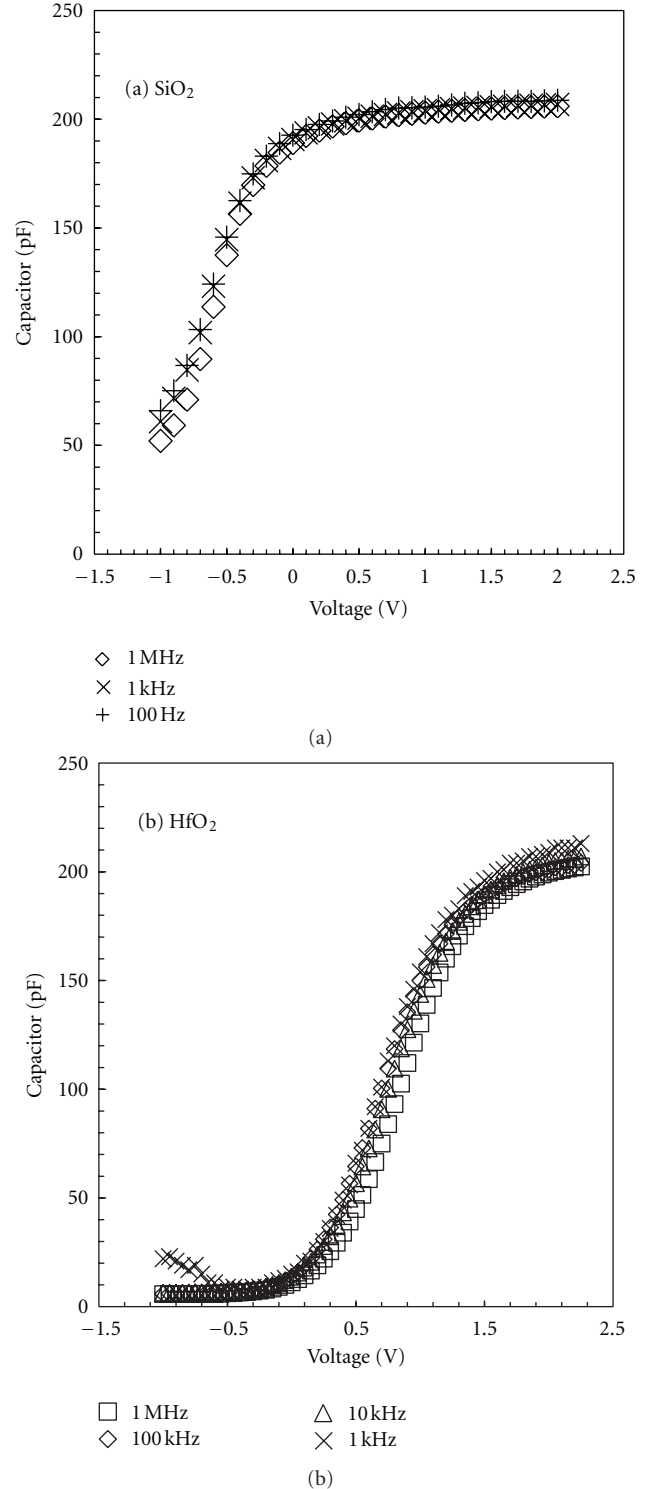 250
(a) SiO₂
200
150
100
50
0
Capacitor (pF)
−1.5 −1 −0.5 0 0.5 1 1.5 2 2.5
Voltage (V)
1 MHz
1 kHz
100 Hz
(a)
250
(b) HfO₂
200
150
100
50
0
Capacitor (pF)
−1.5 −0.5 0.5 1.5 2.5
Voltage (V)
1 MHz 10 kHz
100 kHz 1 kHz
(b)